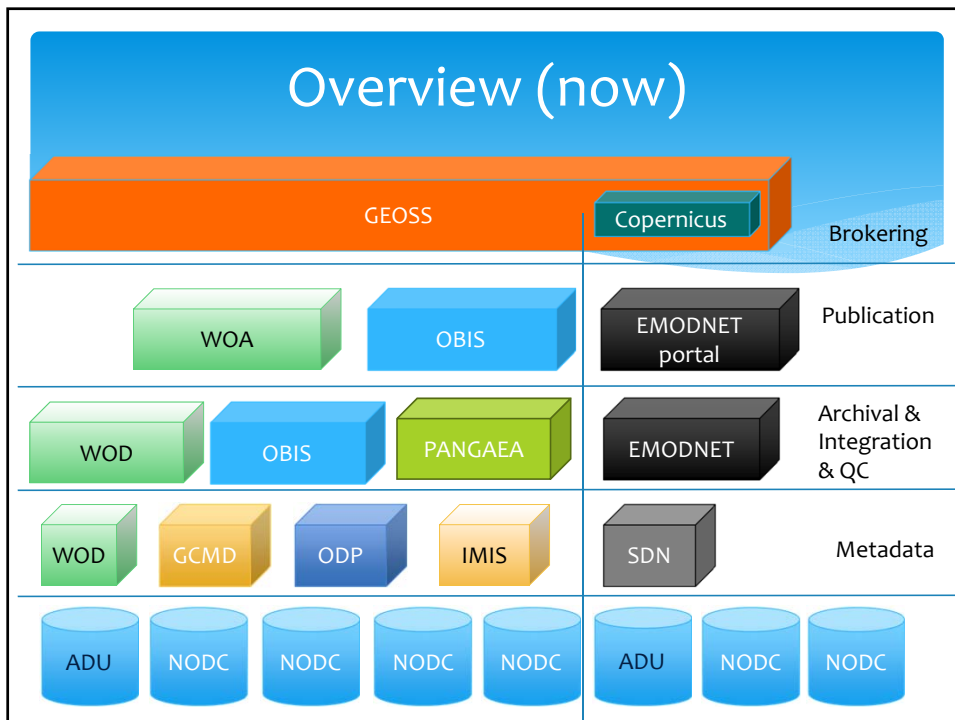 Overview (now)
GEOSS
Copernicus
Brokering
WOA
OBIS
EMODNET
portal
Publication
WOD
OBIS
PANGAEA
EMODNET
Archival &
Integration
& QC
WOD
GCMD
ODP
IMIS
SDN
Metadata
ADU
NODC
NODC
NODC
NODC
ADU
NODC
NODC